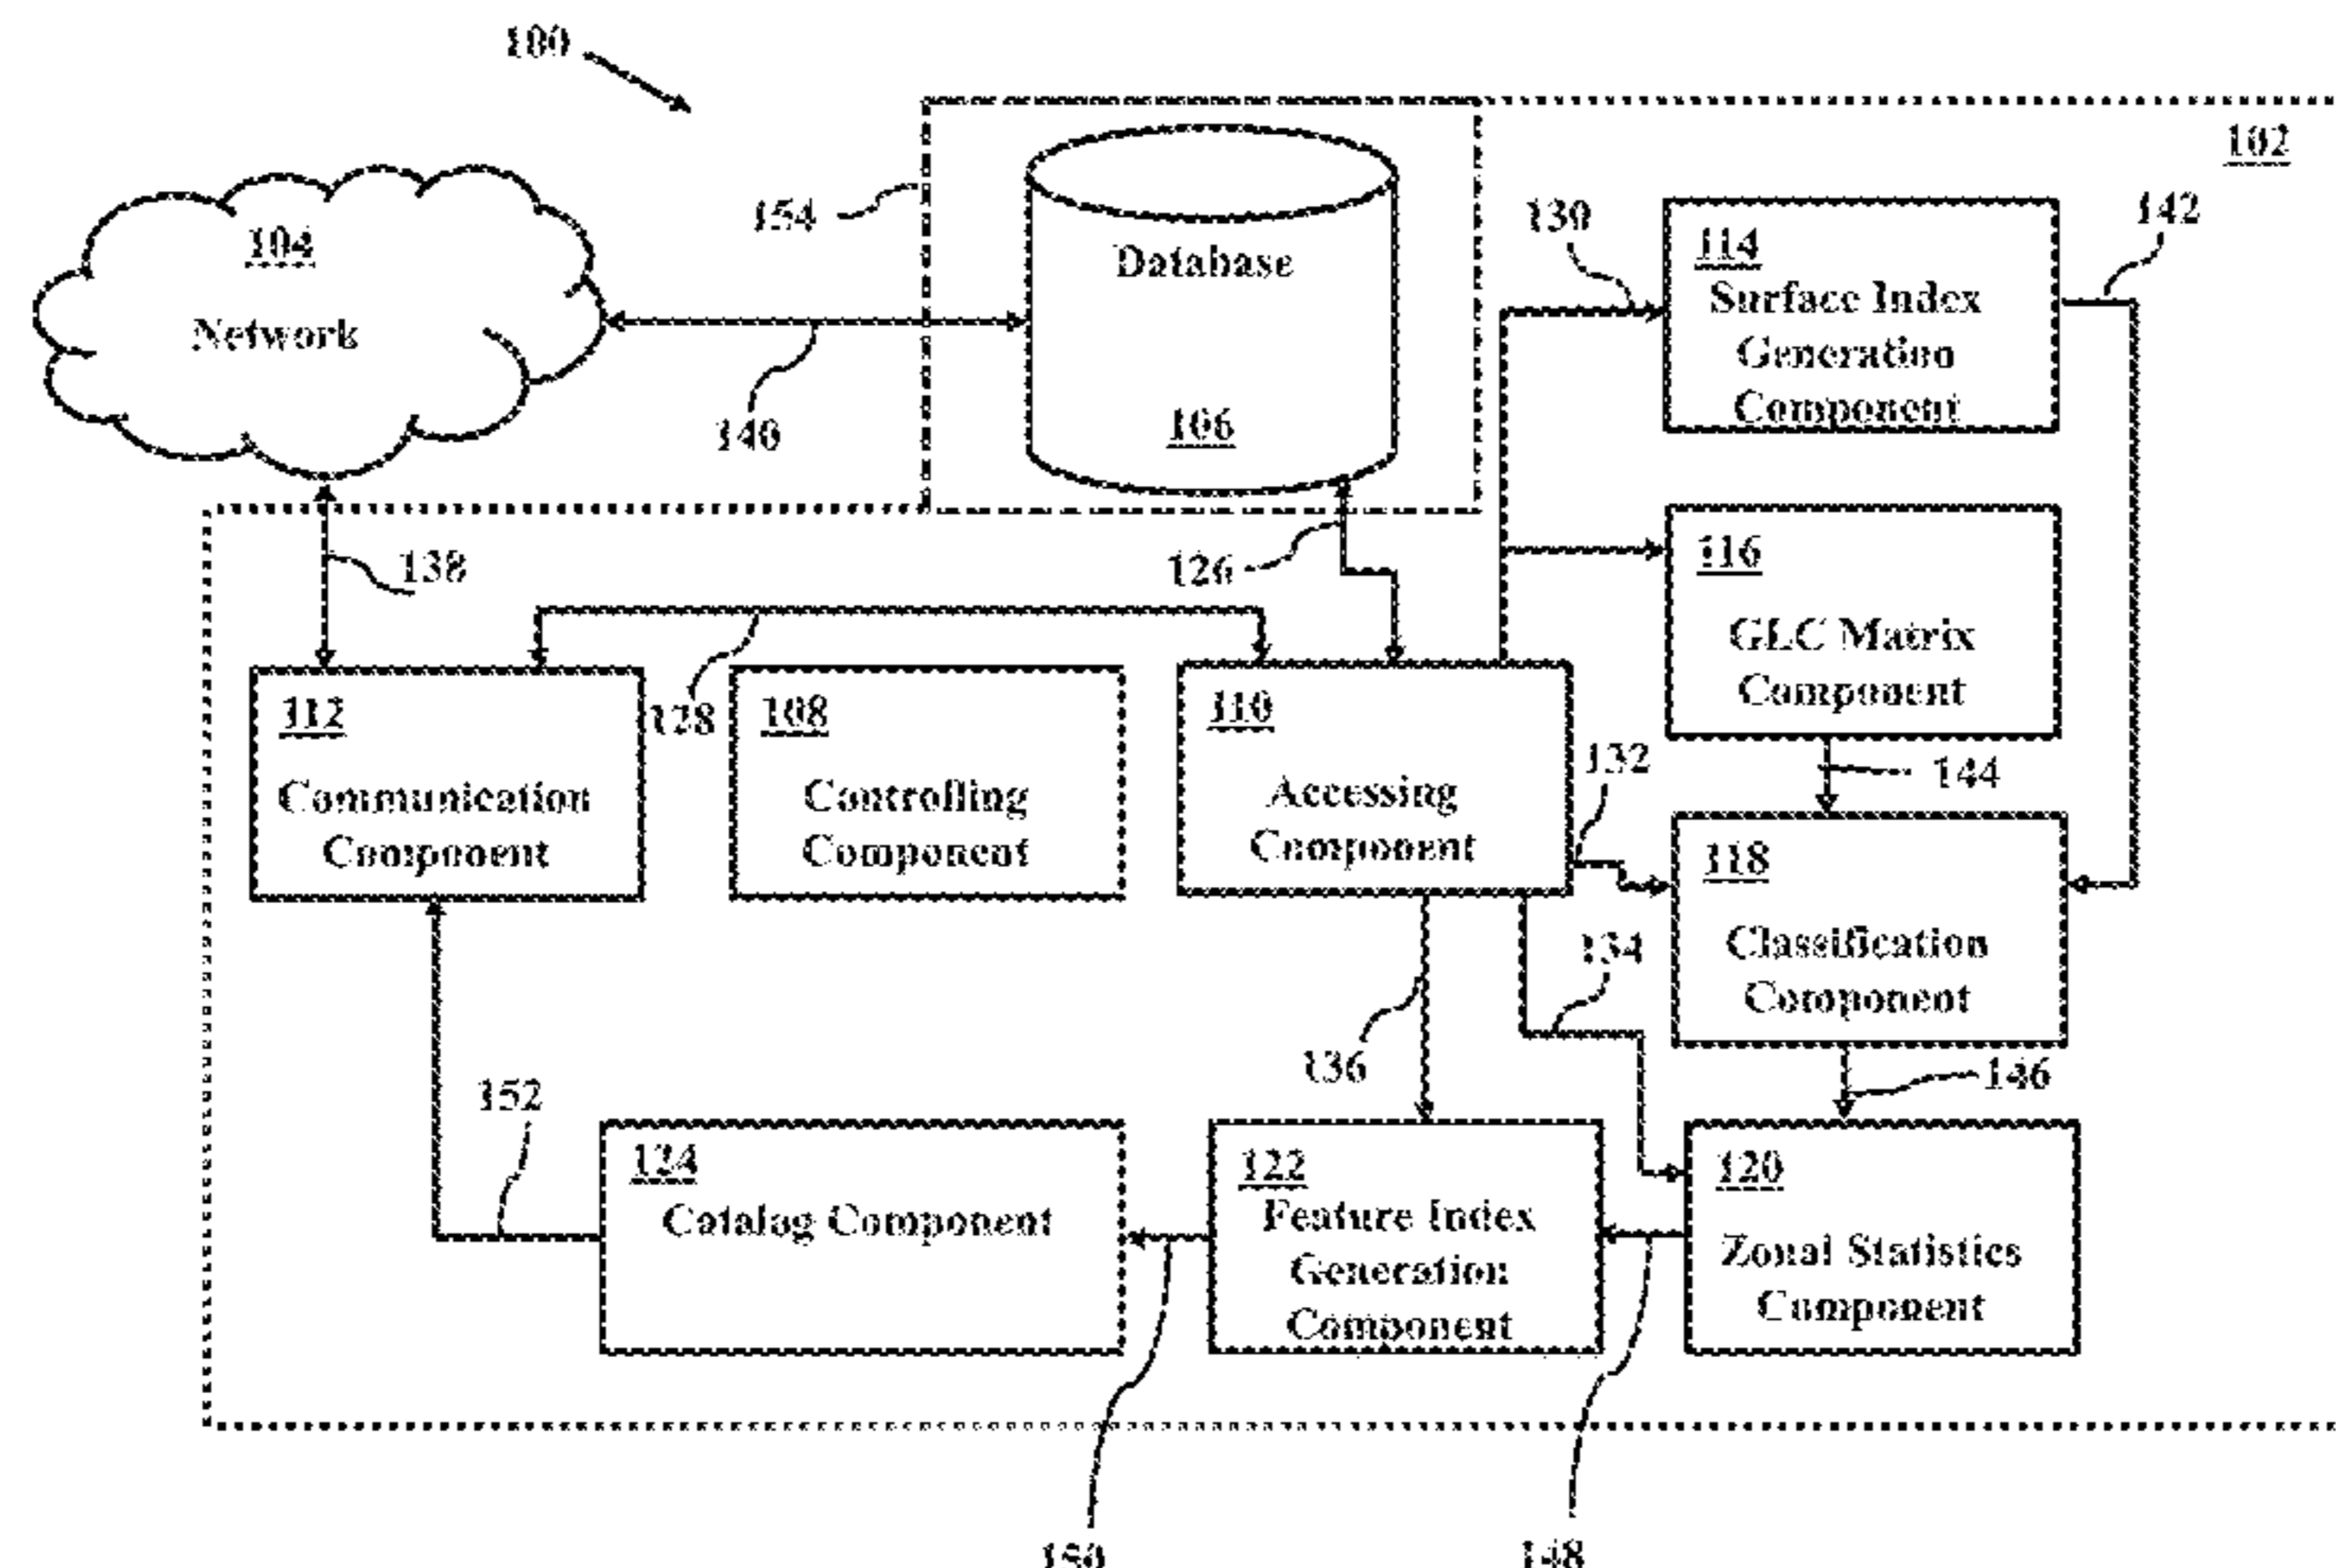 100
102
154
104
Network
Database
106
140
130
114
Surface Index
Generation
Component
142
138
126
116
GLC Matrix
Component
128
112
Communication
Component
108
Controlling
Component
110
Accessing
Component
132
144
118
Classification
Component
134
136
146
152
124
Catalog Component
122
Feature Index
Generation
Component
120
Zonal Statistics
Component
150
148